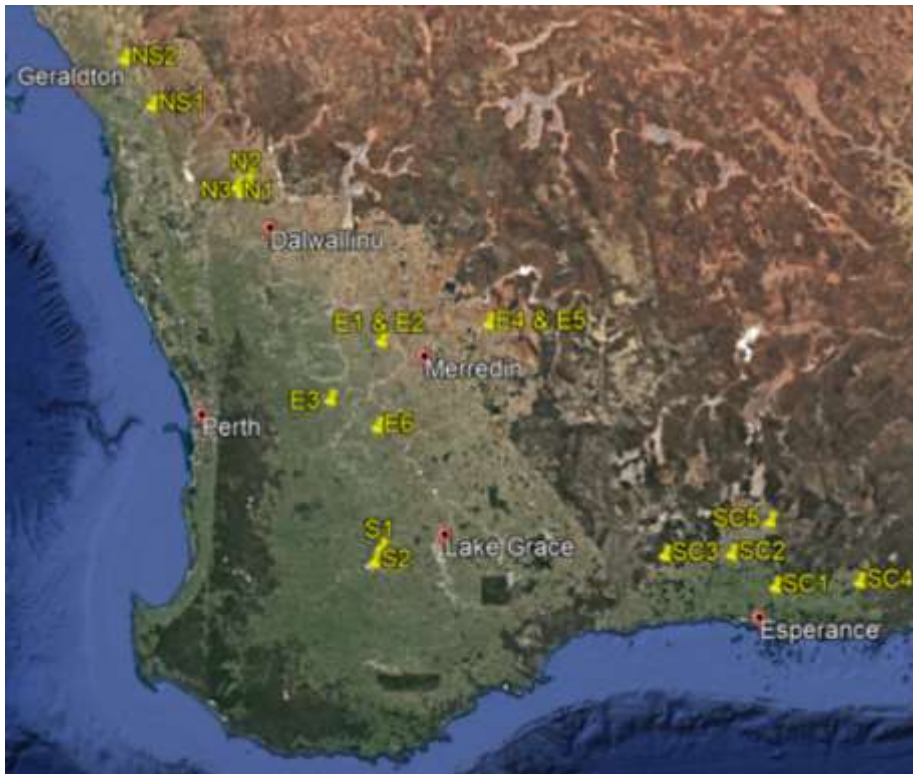 NS2
Geraldton
NS1
N2
N3 N1
Dalwallinu
E1 & E2
E4 & E5
Merredin
E3
Perth
E6
SC5
S1
Lake Grace
S2
SC3
SC2
SC1
SC4
Esperance